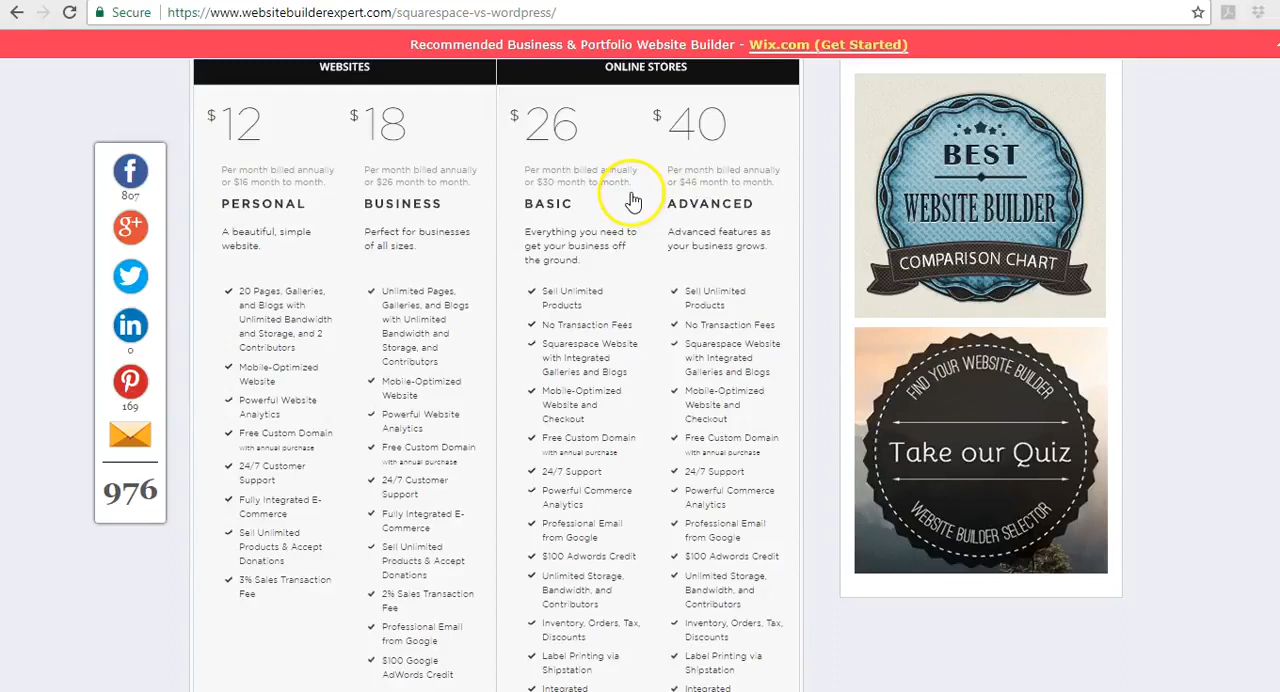 Secure
https://www.websitebuilderexpert.com/squarespace-vs-wordpress/
Recommended Business & Portfolio Website Builder - Wix.com (Get Started)
807
g+
0
169
976
WEBSITES
$12
Per month billed annually
or $16 month to month.
PERSONAL
A beautiful, simple
website.
20 Pages, Galleries,
and Blogs with
Unlimited Bandwidth
and Storage, and 2
Contributors
Mobile-Optimized
Website
Powerful Website
Analytics
Free Custom Domain
with annual purchase
24/7 Customer
Support
Fully Integrated E-
Commerce
Sell Unlimited
Products & Accept
Donations
3% Sales Transaction
Fee
$18
Per month billed annually
or $26 month to month.
BUSINESS
Perfect for businesses
of all sizes.
Unlimited Pages,
Galleries, and Blogs
with Unlimited
Bandwidth and
Storage, and
Contributors
Mobile-Optimized
Website
Powerful Website
Analytics
Free Custom Domain
with annual purchase
24/7 Customer
Support
Fully Integrated E-
Commerce
Sell Unlimited
Products & Accept
Donations
2% Sales Transaction
Fee
Professional Email
from Google
$100 Google
AdWords Credit
ONLINE STORES
$26
Per month billed annually
or $30 month to month.
BASIC
Everything you need to
get your business off
the ground.
Sell Unlimited
Products
No Transaction Fees
Squarespace Website
with Integrated
Galleries and Blogs
Mobile-Optimized
Website and
Checkout
Free Custom Domain
with annual purchase
24/7 Support
Powerful Commerce
Analytics
Professional Email
from Google
$100 Adwords Credit
Unlimited Storage,
Bandwidth, and
Contributors
Inventory, Orders, Tax,
Discounts
Label Printing via
Shipstation
Integrated
$40
Per month billed annually
or $46 month to month.
ADVANCED
Advanced features as
your business grows.
Sell Unlimited
Products
No Transaction Fees
Squarespace Website
with Integrated
Galleries and Blogs
Mobile-Optimized
Website and
Checkout
Free Custom Domain
with annual purchase
24/7 Support
Powerful Commerce
Analytics
Professional Email
from Google
$100 Adwords Credit
Unlimited Storage,
Bandwidth, and
Contributors
Inventory, Orders, Tax,
Discounts
Label Printing via
Shipstation
Integrated
BEST
WEBSITE BUILDER
COMPARISON CHART
FIND YOUR WEBSITE BUILDER
Take our Quiz
WEBSITE BUILDER SELECTOR